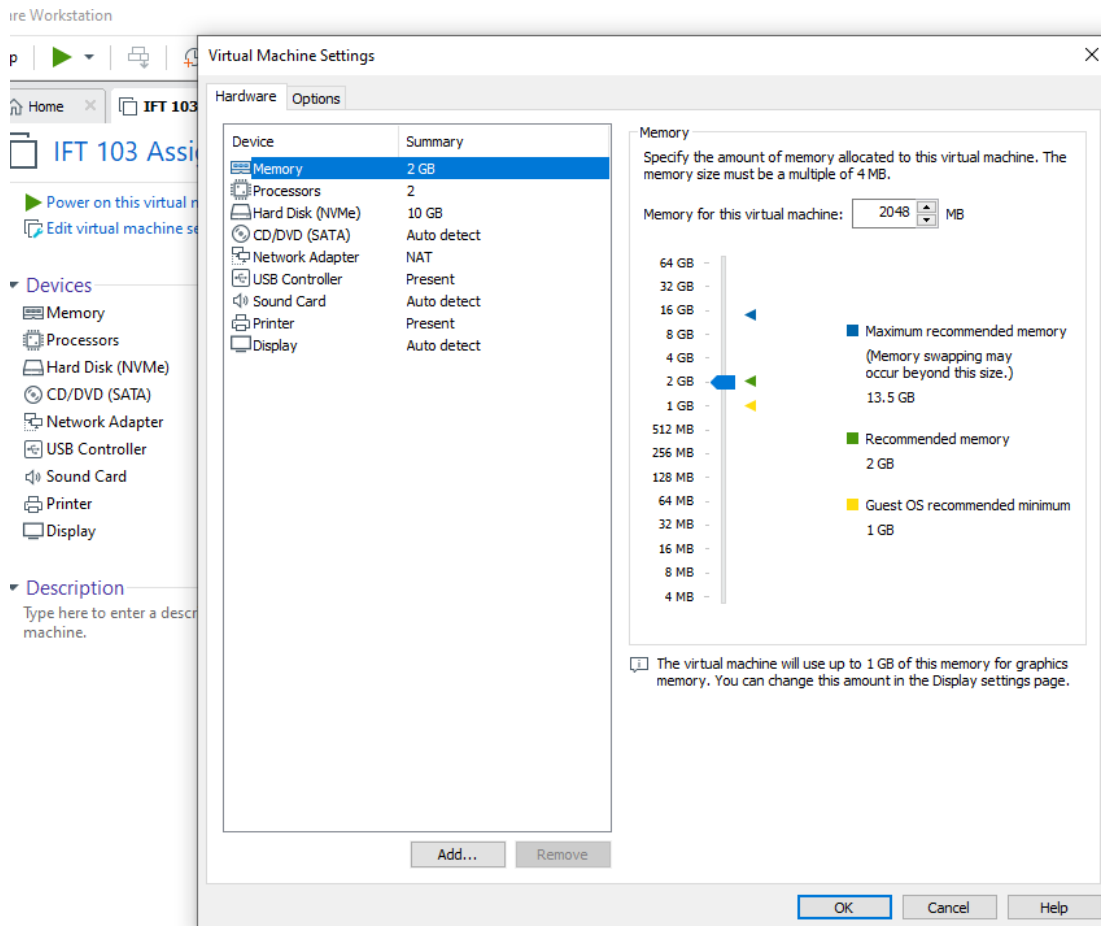 Workstation
Home
IFT 103
IFT 103
Power on this virtual
Edit virtual machine
Devices
Memory
Processors
Hard Disk (NVMe)
CD/DVD (SATA)
Network Adapter
USB Controller
Sound Card
Printer
Display
Description
Type here to enter a
machine.
Virtual Machine Settings
Hardware
Options
Device Summary
Memory 2 GB
Processors 2
Hard Disk (NVMe) 10 GB
CD/DVD (SATA) Auto detect
Network Adapter NAT
USB Controller Present
Sound Card Auto detect
Printer Present
Display Auto detect
Add...
Remove
Memory
Specify the amount of memory allocated to this virtual machine. The
memory size must be a multiple of 4 MB.
Memory for this virtual machine: 2048 MB
64 GB
32 GB
16 GB
8 GB
4 GB
2 GB
1 GB
512 MB
256 MB
128 MB
64 MB
32 MB
16 MB
8 MB
4 MB
Maximum recommended memory
(Memory swapping may
occur beyond this size.)
13.5 GB
Recommended memory
2 GB
Guest OS recommended minimum
1 GB
The virtual machine will use up to 1 GB of this memory for graphics
memory. You can change this amount in the Display settings page.
OK
Cancel
Help